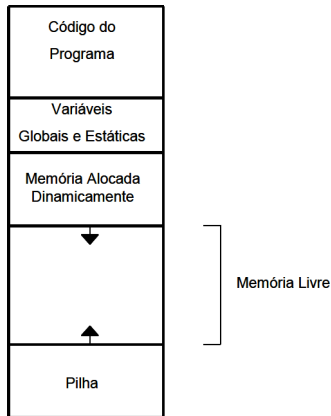 Código do
Programa
Variáveis
Globais e Estáticas
Memória Alocada
Dinamicamente
Memória Livre
Pilha